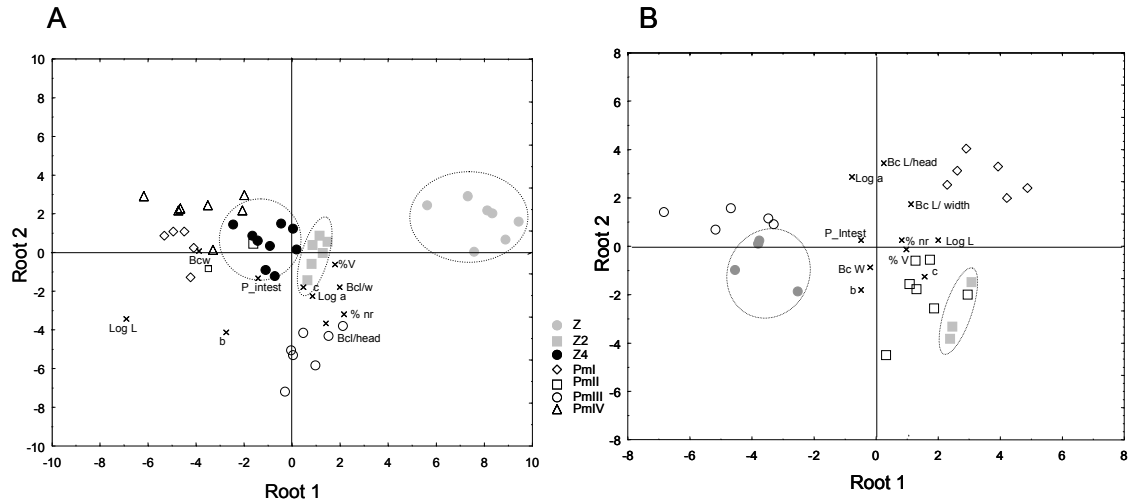 A
B
10
8
6
4
2
0
-2
-4
-6
-8
-10
Root 2
-10 -8 -6 -4 -2 0 2 4 6 8 10
Root 1
Bcw
P_intest
%V
c
Bcl/w
Log a
% nr
Bcl/head
Log L
b
Z
Z2
Z4
PmI
PmII
PmIII
PmIV
8
6
4
2
0
-2
-4
-6
-8
Root 2
-8 -6 -4 -2 0 2 4 6 8
Root 1
Bc L/head
Log a
Bc L/ width
P_Intest
% nr
Log L
% V
Bc W
c
b